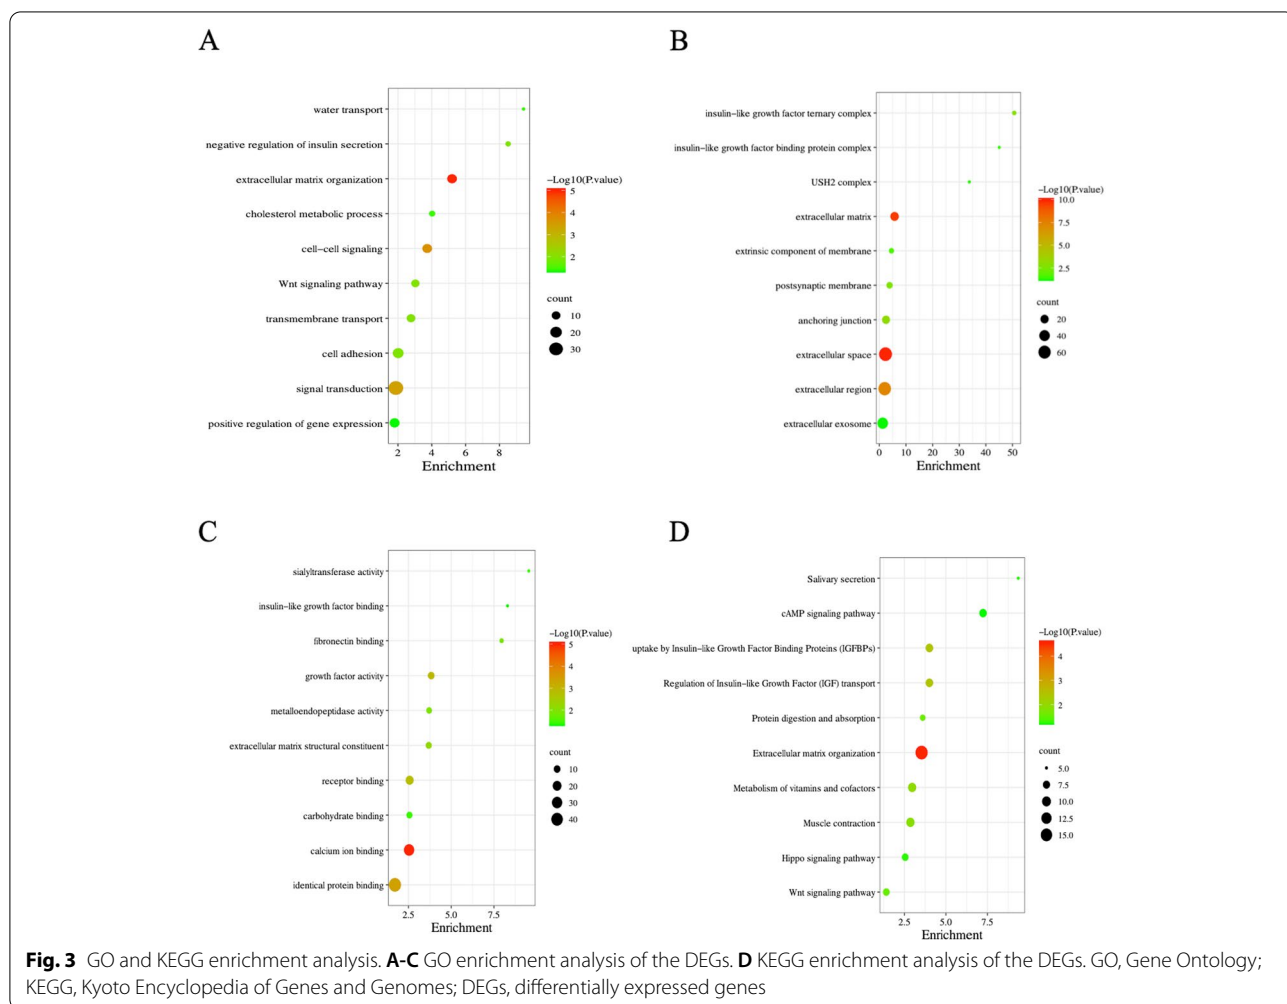 A
water transport
negative regulation of insulin secretion
extracellular matrix organization
cholesterol metabolic process
cell−cell signaling
Wnt signaling pathway
transmembrane transport
cell adhesion
signal transduction
positive regulation of gene expression
2 4 6 8
Enrichment
−Log10(P.value)
5
4
3
2
count
10
20
30
B
insulin−like growth factor ternary complex
insulin−like growth factor binding protein complex
USH2 complex
extracellular matrix
extrinsic component of membrane
postsynaptic membrane
anchoring junction
extracellular space
extracellular region
extracellular exosome
0 10 20 30 40 50
Enrichment
−Log10(P.value)
10.0
7.5
5.0
2.5
count
20
40
60
C
sialyltransferase activity
insulin−like growth factor binding
fibronectin binding
growth factor activity
metalloendopeptidase activity
extracellular matrix structural constituent
receptor binding
carbohydrate binding
calcium ion binding
identical protein binding
2.5 5.0 7.5
Enrichment
−Log10(P.value)
5
4
3
2
count
10
20
30
40
D
Salivary secretion
cAMP signaling pathway
uptake by Insulin−like Growth Factor Binding Proteins (IGFBPs)
Regulation of Insulin−like Growth Factor (IGF) transport
Protein digestion and absorption
Extracellular matrix organization
Metabolism of vitamins and cofactors
Muscle contraction
Hippo signaling pathway
Wnt signaling pathway
2.5 5.0 7.5
Enrichment
−Log10(P.value)
4
3
2
count
5.0
7.5
10.0
12.5
15.0
Fig. 3 GO and KEGG enrichment analysis. A-C GO enrichment analysis of the DEGs. D KEGG enrichment analysis of the DEGs. GO, Gene Ontology;
KEGG, Kyoto Encyclopedia of Genes and Genomes; DEGs, differentially expressed genes